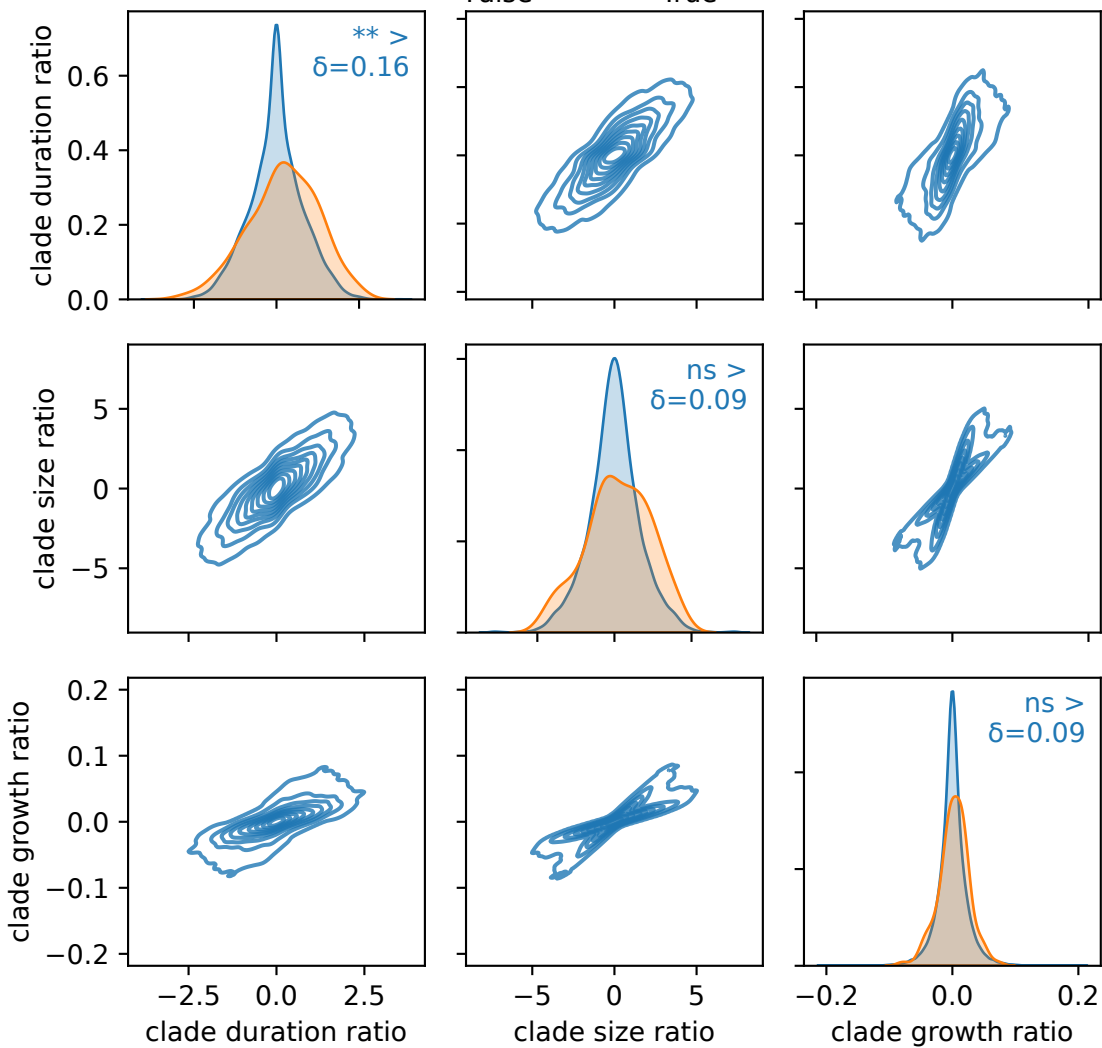 False True
** >
δ=0.16
clade duration ratio
0.6
0.4
0.2
0.0
ns >
δ=0.09
clade size ratio
5
0
−5
ns >
δ=0.09
clade growth ratio
0.2
0.1
0.0
−0.1
−0.2
−2.5 0.0 2.5
−5 0 5
−0.2 0.0 0.2
clade duration ratio
clade size ratio
clade growth ratio